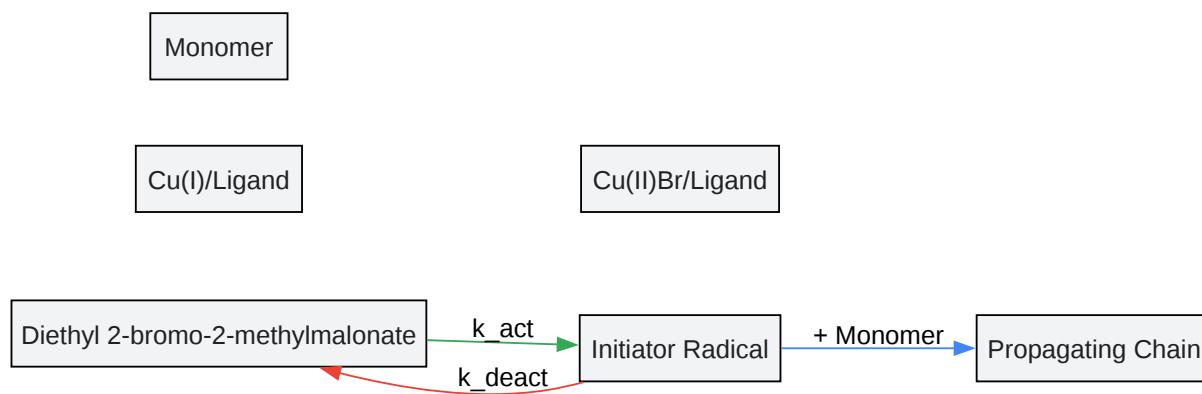 Monomer
Cu(I)/Ligand
Cu(II)Br/Ligand
Diethyl 2-bromo-2-methylmalonate
k_act
k_deact
Initiator Radical
+ Monomer
Propagating Chain